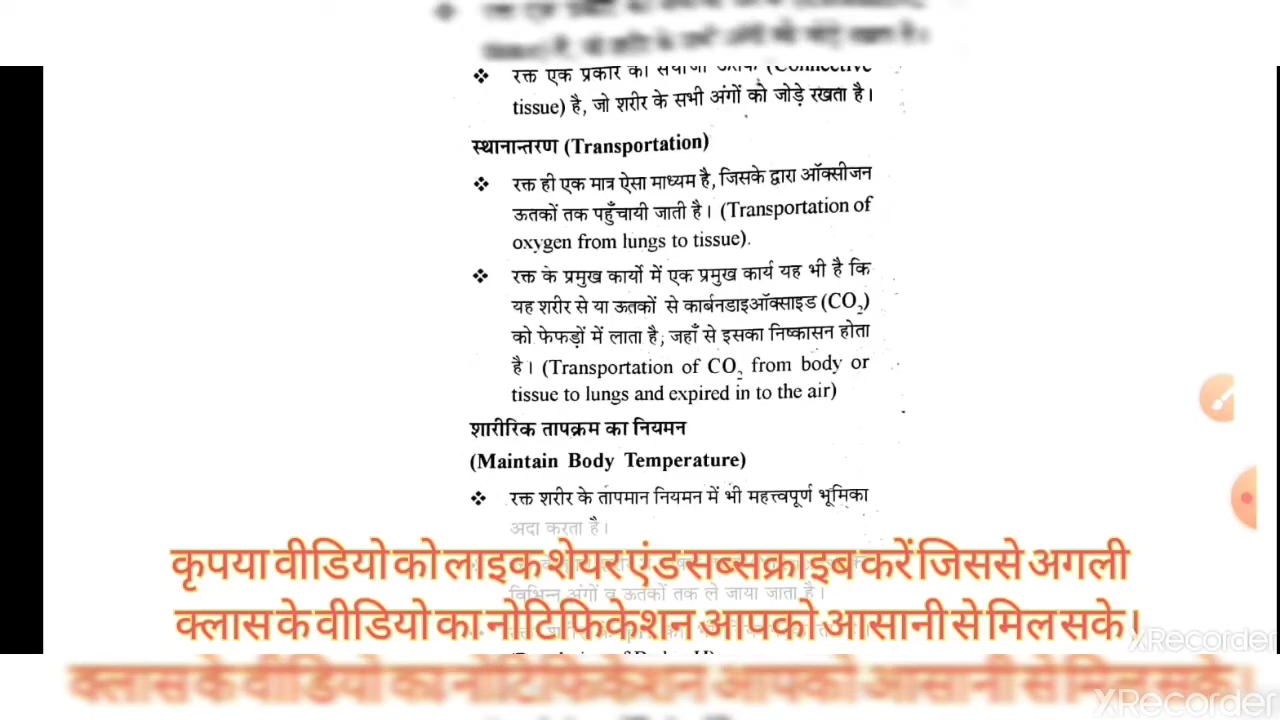 रक्त एक प्रकार का संयोजी ऊतक (Connective
tissue) है, जो शरीर के सभी अंगों को जोड़े रखता है।
स्थानान्तरण (Transportation)
❖ रक्त ही एक मात्र ऐसा माध्यम है, जिसके द्वारा ऑक्सीजन
ऊतकों तक पहुँचायी जाती है। (Transportation of
oxygen from lungs to tissue).
❖ रक्त के प्रमुख कार्यो में एक प्रमुख कार्य यह भी है कि
यह शरीर से या ऊतकों से कार्बनडाइऑक्साइड (CO₂)
को फेफड़ों में लाता है, जहाँ से इसका निष्कासन होता
है। (Transportation of CO₂ from body or
tissue to lungs and expired in to the air)
शारीरिक तापक्रम का नियमन
(Maintain Body Temperature)
❖ रक्त शरीर के तापमान नियमन में भी महत्त्वपूर्ण भूमिका
अदा करता है।
विभिन्न अंगों व ऊतकों तक ले जाया जाता है।
कृपया वीडियो को लाइक शेयर एंड सब्सक्राइब करें जिससे अगली
क्लास के वीडियो का नोटिफिकेशन आपको आसानी से मिल सके।
XRecorder
क्लास के वीडियो का नोटिफिकेशन आपको आसानी से मिल सके।
XRecorder